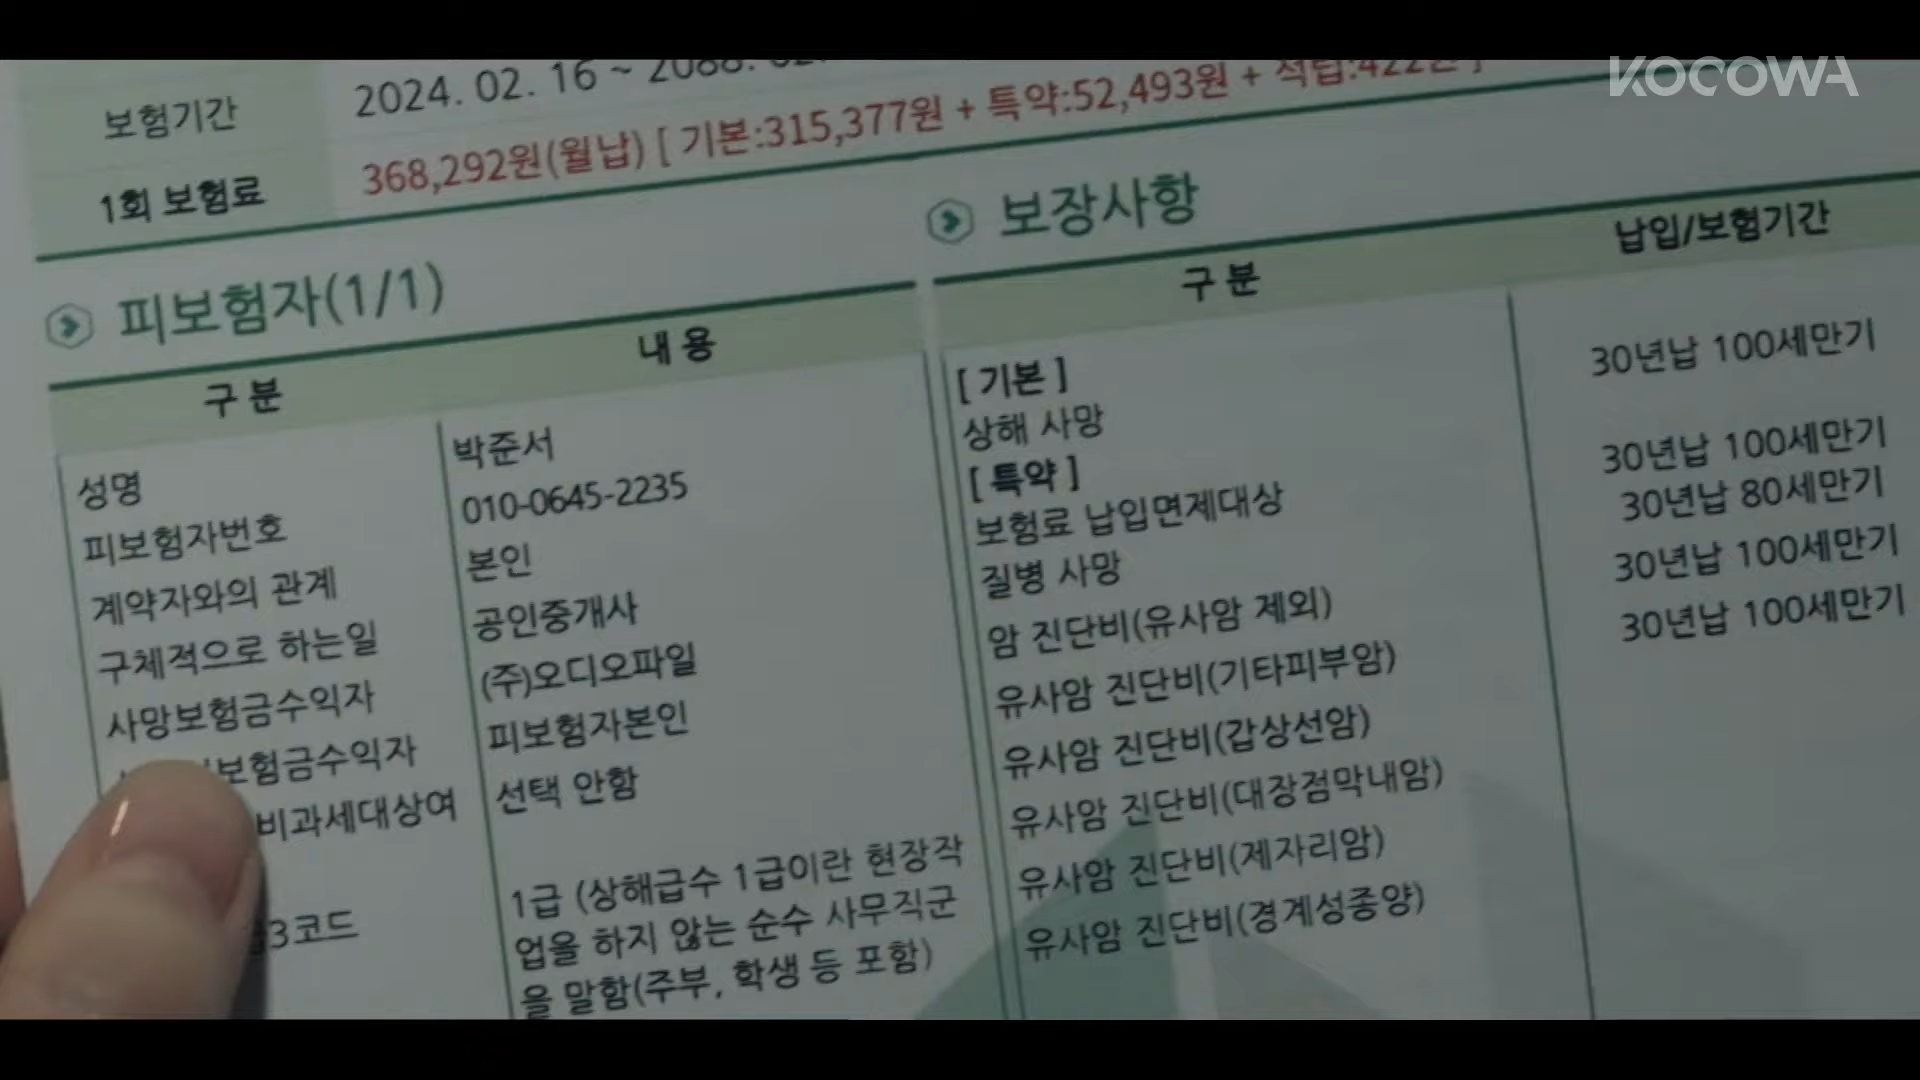 KOCOWA
보험기간 2024. 02. 16 ~ 2088.
1회 보험료 368,292원(월납) [ 기본:315,377원 + 특약:52,493원 + 적립:422원 ]
피보험자(1/1)
구 분 내 용
성명 박준서
피보험자번호 010-0645-2235
계약자와의 관계 본인
구체적으로 하는일 공인중개사
사망보험금수익자 (주)오디오파일
보험금수익자 피보험자본인
비과세대상여 선택 안함
3코드 1급 (상해급수 1급이란 현장작
업을 하지 않는 순수 사무직군
을 말함(주부, 학생 등 포함)
보장사항
구 분 납입/보험기간
[ 기본 ]
상해 사망 30년납 100세만기
[ 특약 ]
보험료 납입면제대상 30년납 100세만기
질병 사망 30년납 80세만기
암 진단비(유사암 제외) 30년납 100세만기
유사암 진단비(기타피부암) 30년납 100세만기
유사암 진단비(갑상선암)
유사암 진단비(대장점막내암)
유사암 진단비(제자리암)
유사암 진단비(경계성종양)